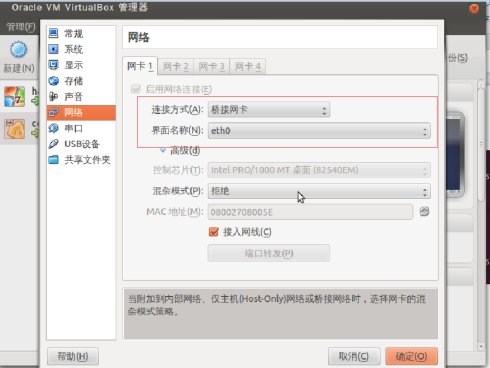 Oracle VM VirtualBox 管理器
管理(F)
新建(N)
常规
系统
显示
存储
声音
网络
串口
USB设备
共享文件夹
网络
网卡 1
网卡 2
网卡 3
网卡 4
启用网络连接(E)
连接方式(A): 桥接网卡
界面名称(N): eth0
高级(d)
控制芯片(T): Intel PRO/1000 MT 桌面 (82540EM)
混杂模式(P): 拒绝
MAC 地址(M): 08002708005E
接入网线(C)
端口转发(P)
当附加到内部网络、仅主机(Host-Only)网络或桥接网络时，选择网卡的混
杂模式策略。
帮助(H)
取消(C)
确定(O)
份(S)